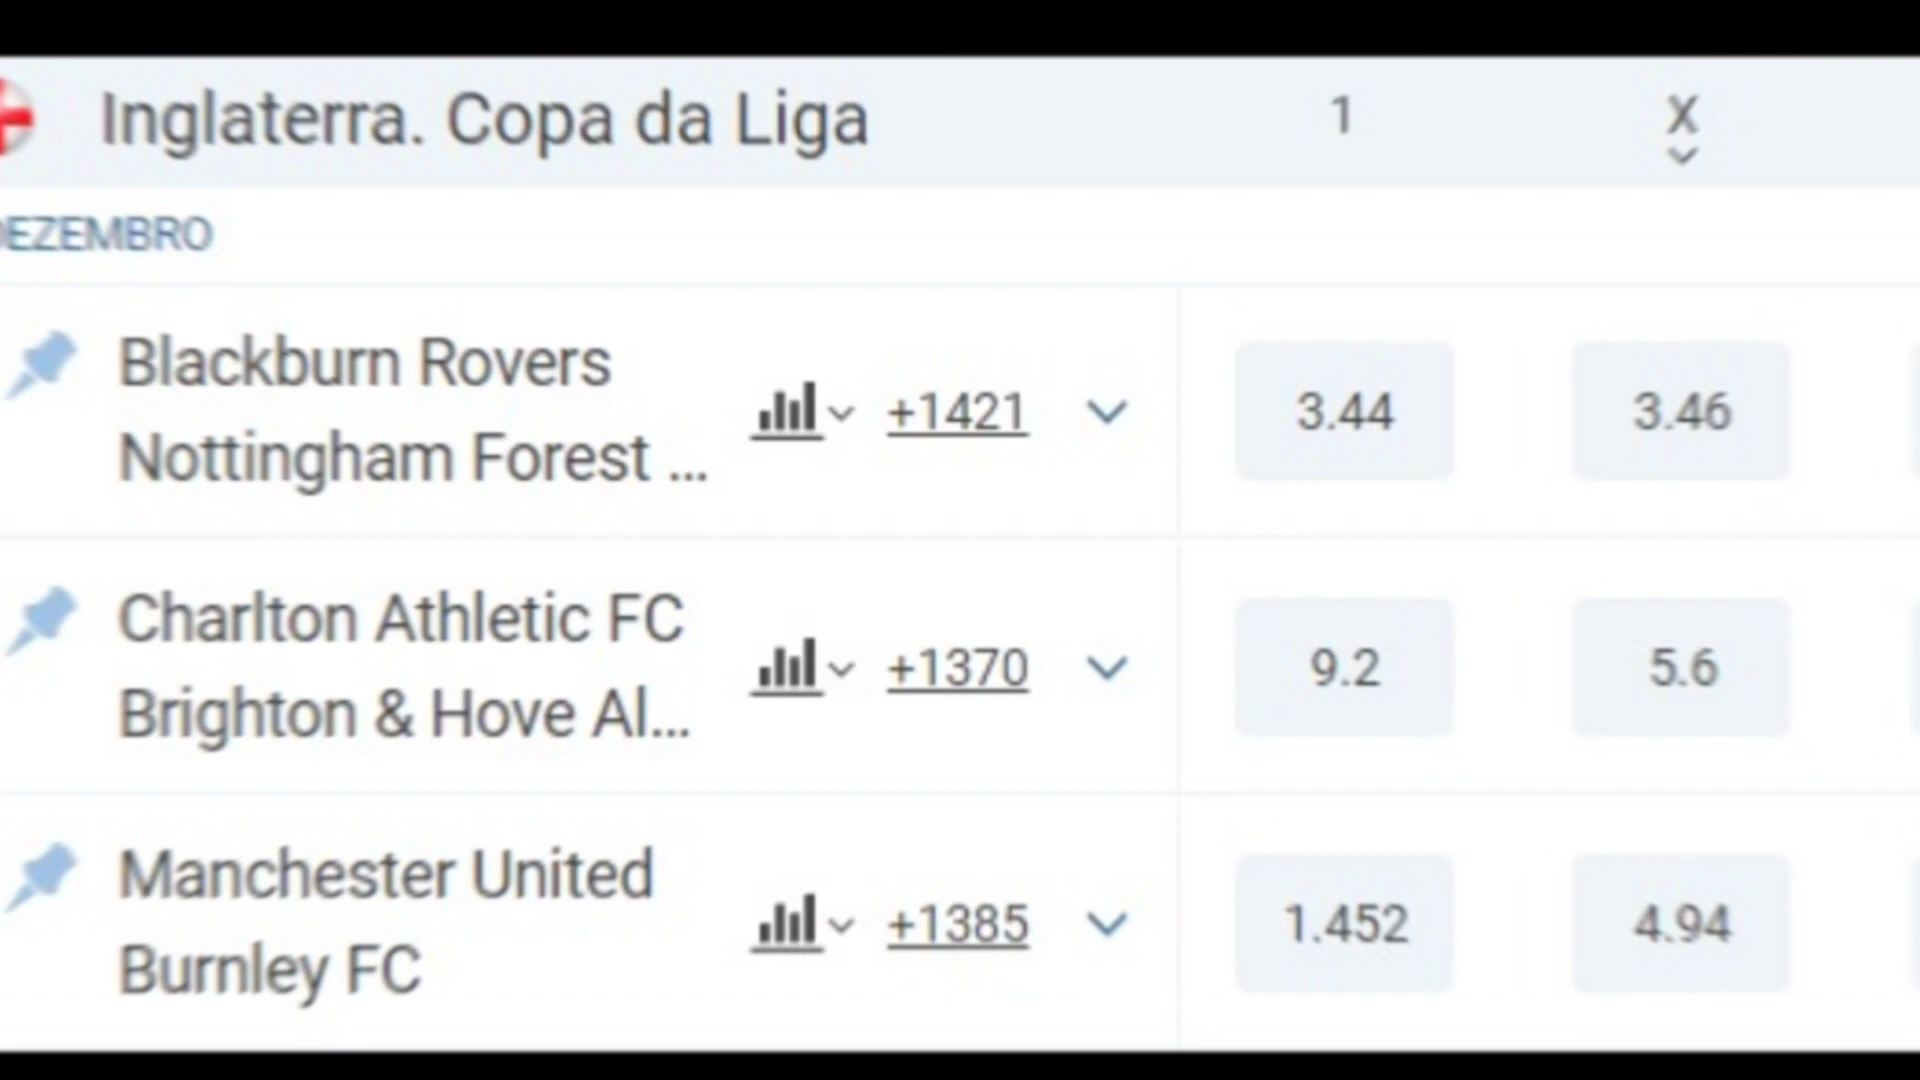 Inglaterra. Copa da Liga 1 X
DEZEMBRO
Blackburn Rovers
Nottingham Forest ...
+1421 3.44 3.46
Charlton Athletic FC
Brighton & Hove Al...
+1370 9.2 5.6
Manchester United
Burnley FC
+1385 1.452 4.94